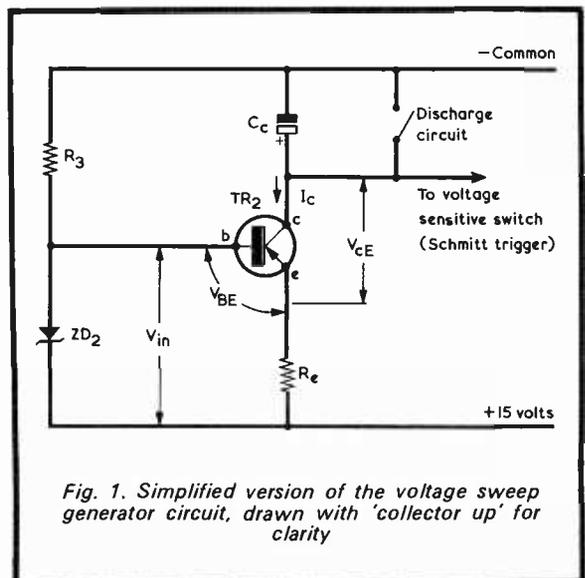 −Common
Cc
+
Discharge
circuit
R3
Ic
TR2
c
b
e
VcE
VBE
To voltage
sensitive switch
(Schmitt trigger)
ZD2
Vin
Re
+15 volts
Fig. 1. Simplified version of the voltage sweep
generator circuit, drawn with 'collector up' for
clarity